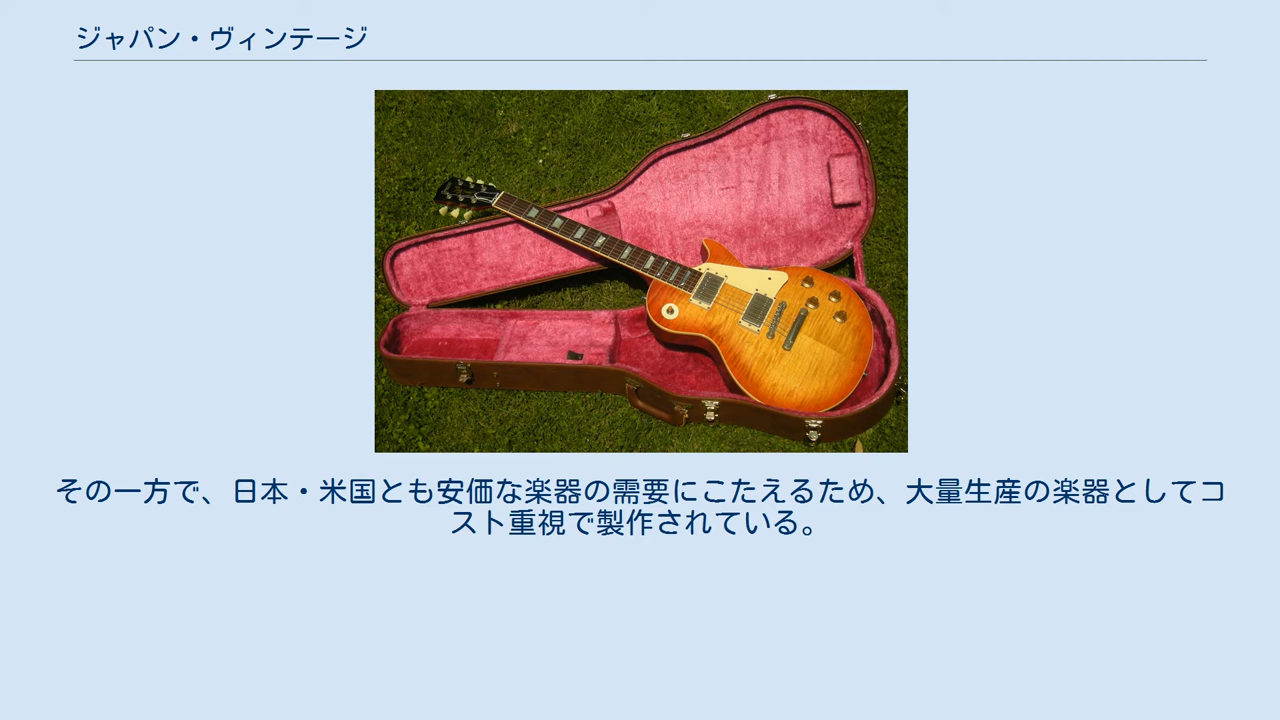 ジャパン・ヴィンテージ
その一方で、日本・米国とも安価な楽器の需要にこたえるため、大量生産の楽器としてコ
スト重視で製作されている。